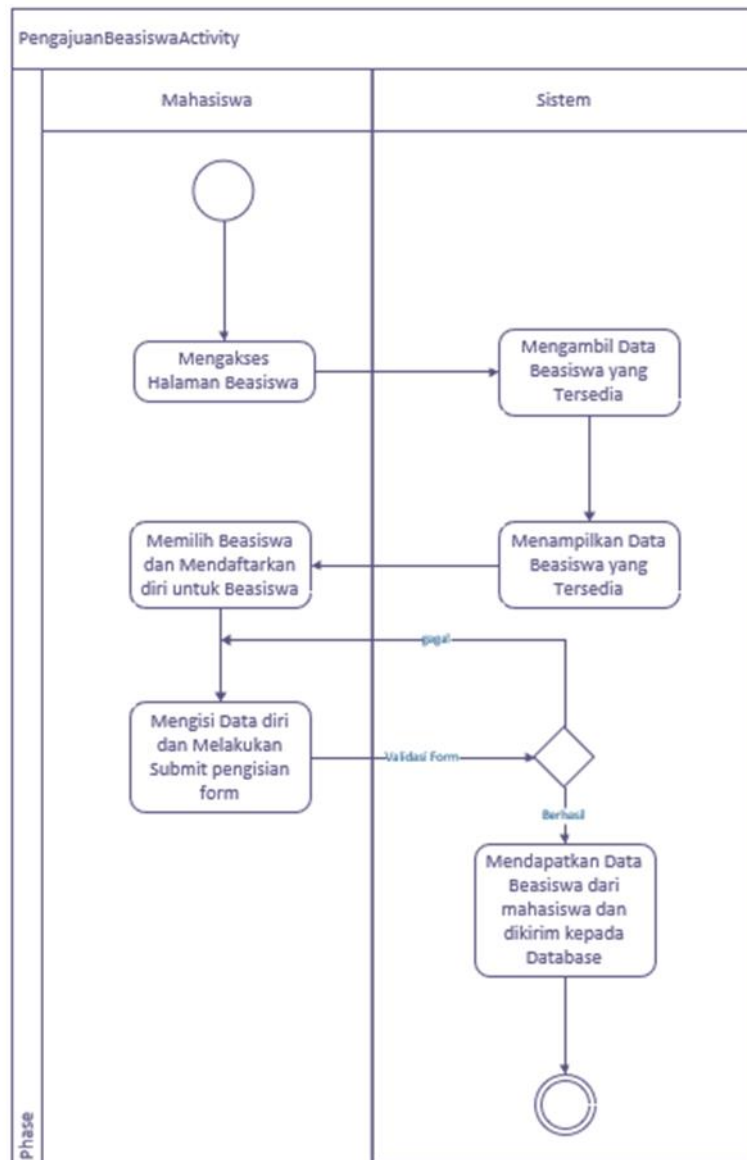 PengajuanBeasiswaActivity
Mahasiswa
Sistem
Mengakses
Halaman Beasiswa
Mengambil Data
Beasiswa yang
Tersedia
Memilih Beasiswa
dan Mendaftarkan
diri untuk Beasiswa
Menampilkan Data
Beasiswa yang
Tersedia
gagal
Mengisi Data diri
dan Melakukan
Submit pengisian
form
Validasi Form
Berhasil
Mendapatkan Data
Beasiswa dari
mahasiswa dan
dikirim kepada
Database
Phase